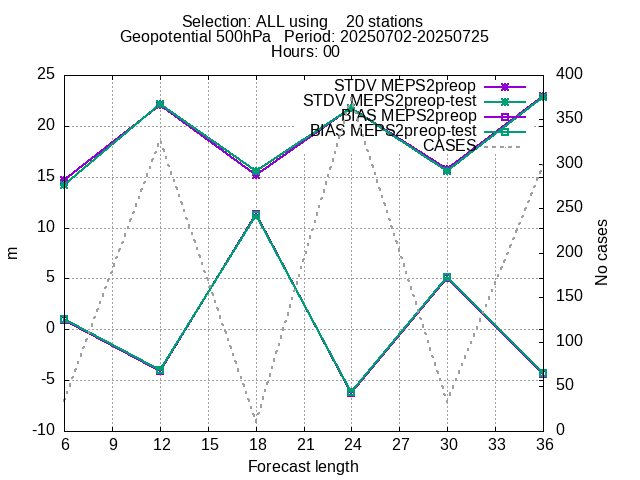 Selection: ALL using    20 stations
Geopotential 500hPa   Period: 20250702-20250725
Hours: 00
25
20
15
10
5
0
-5
-10
m
STDV MEPS2preop
STDV MEPS2preop-test
BIAS MEPS2preop
BIAS MEPS2preop-test
CASES
400
350
300
250
200
150
100
50
0
No cases
6 9 12 15 18 21 24 27 30 33 36
Forecast length